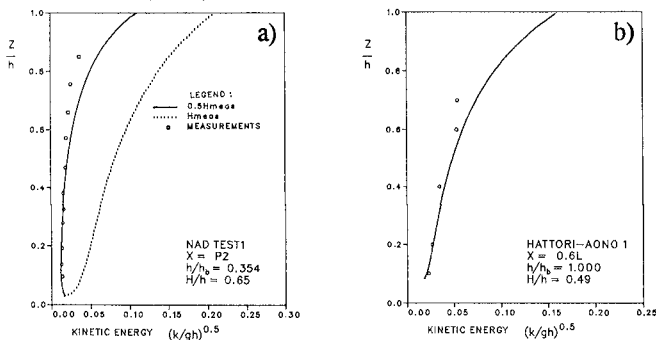 a)
Z
h
1.0
0.8
0.6
0.4
0.2
0.0
LEGEND :
0.5Hmeas
Hmeas
MEASUREMENTS
NAD TEST1
X = P2
h/h_b = 0.354
H/h = 0.65
0.00 0.05 0.10 0.15 0.20 0.25 0.30
KINETIC ENERGY (k/gh)^0.5
b)
Z
h
1.0
0.8
0.6
0.4
0.2
0.0
HATTORI-AONO 1
X = 0.6L
h/h_b = 1.000
H/h = 0.49
0.00 0.05 0.10 0.15 0.20
KINETIC ENERGY (k/gh)^0.5